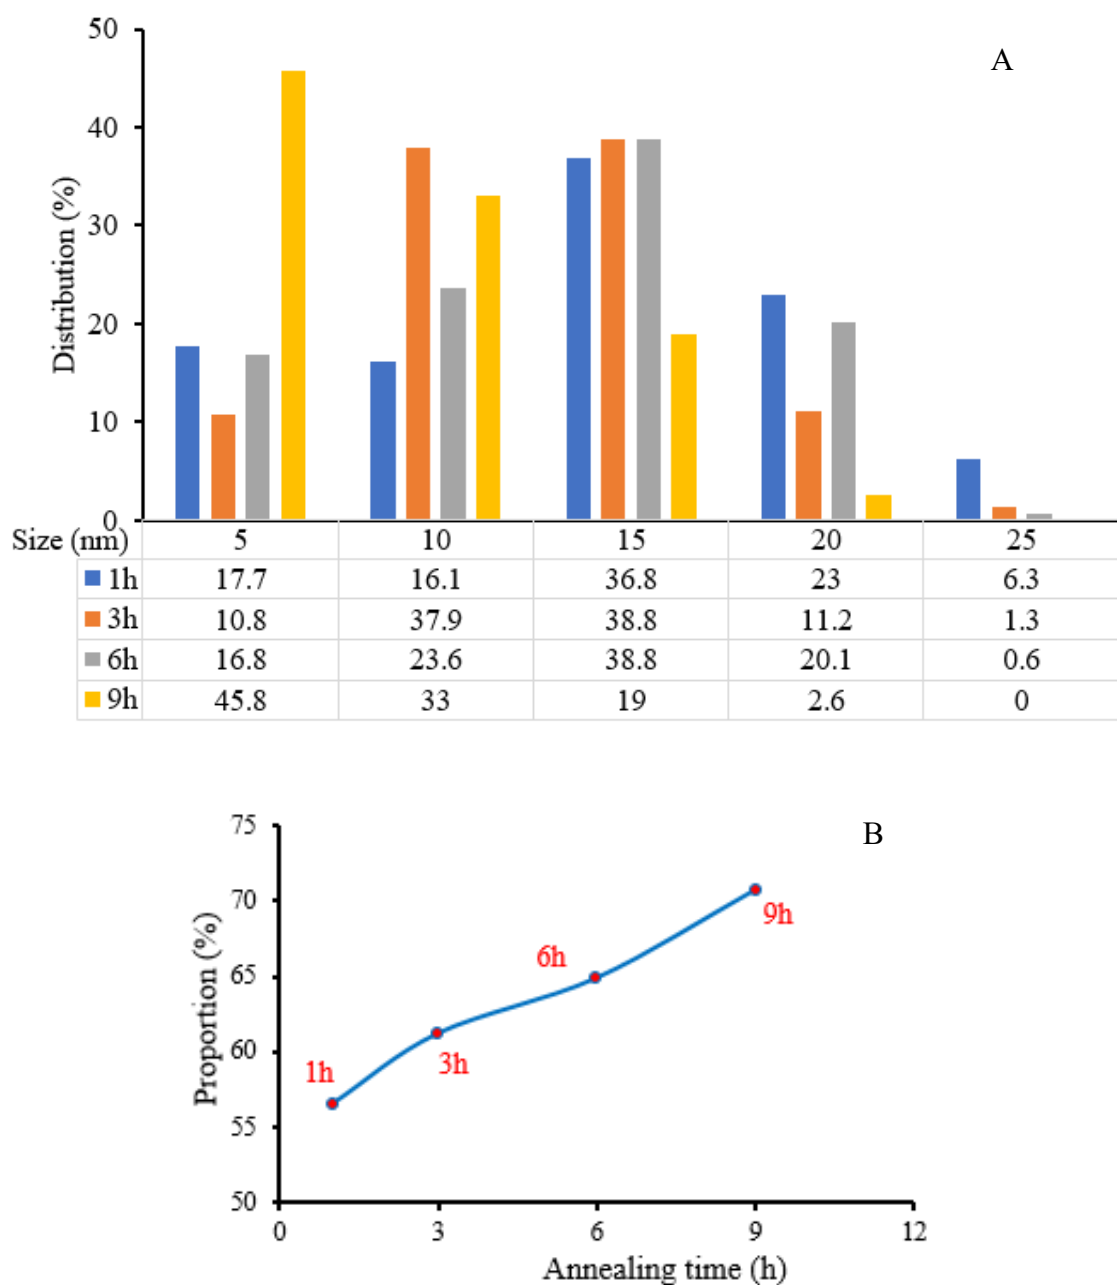 50
A
40
30
20
10
0
Distribution (%)
Size (nm) 5 10 15 20 25
1h 17.7 16.1 36.8 23 6.3
3h 10.8 37.9 38.8 11.2 1.3
6h 16.8 23.6 38.8 20.1 0.6
9h 45.8 33 19 2.6 0
75
B
70
65
60
55
50
Proportion (%)
1h
3h
6h
9h
0 3 6 9 12
Annealing time (h)